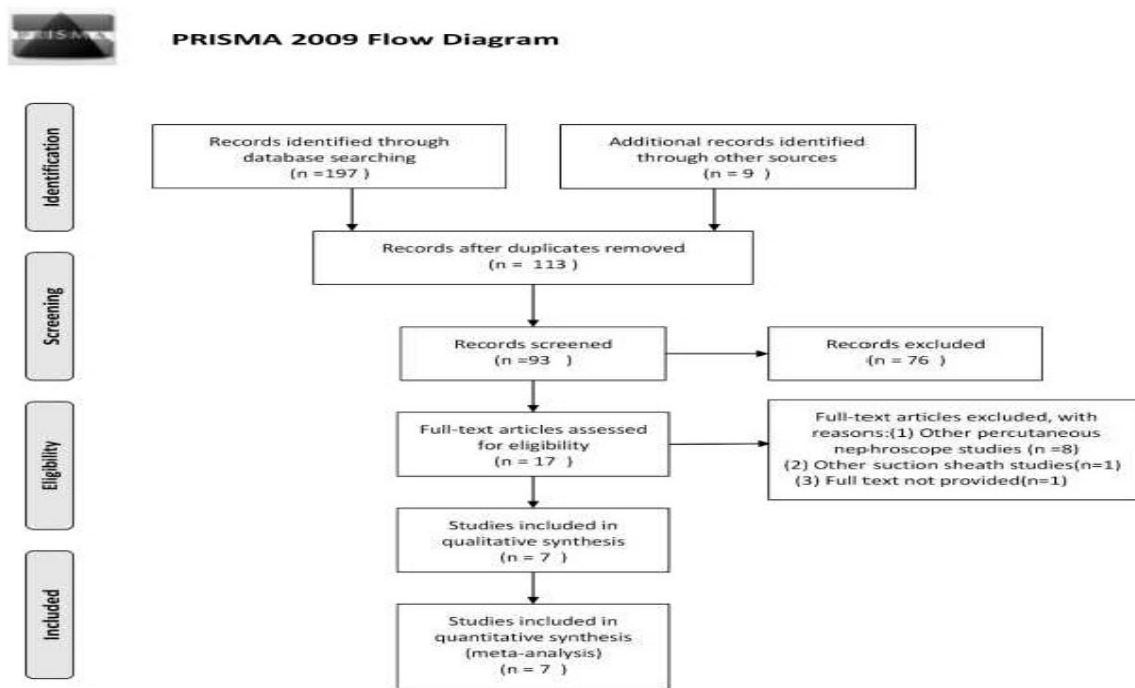 PRISMA
PRISMA 2009 Flow Diagram
Identification
Records identified through
database searching
(n =197 )
Additional records identified
through other sources
(n = 9 )
Records after duplicates removed
(n = 113 )
Screening
Records screened
(n =93 )
Records excluded
(n = 76 )
Eligibility
Full-text articles assessed
for eligibility
(n = 17 )
Full-text articles excluded, with
reasons:(1) Other percutaneous
nephroscope studies (n =8)
(2) Other suction sheath studies(n=1)
(3) Full text not provided(n=1)
Studies included in
qualitative synthesis
(n = 7 )
Included
Studies included in
quantitative synthesis
(meta-analysis)
(n = 7 )